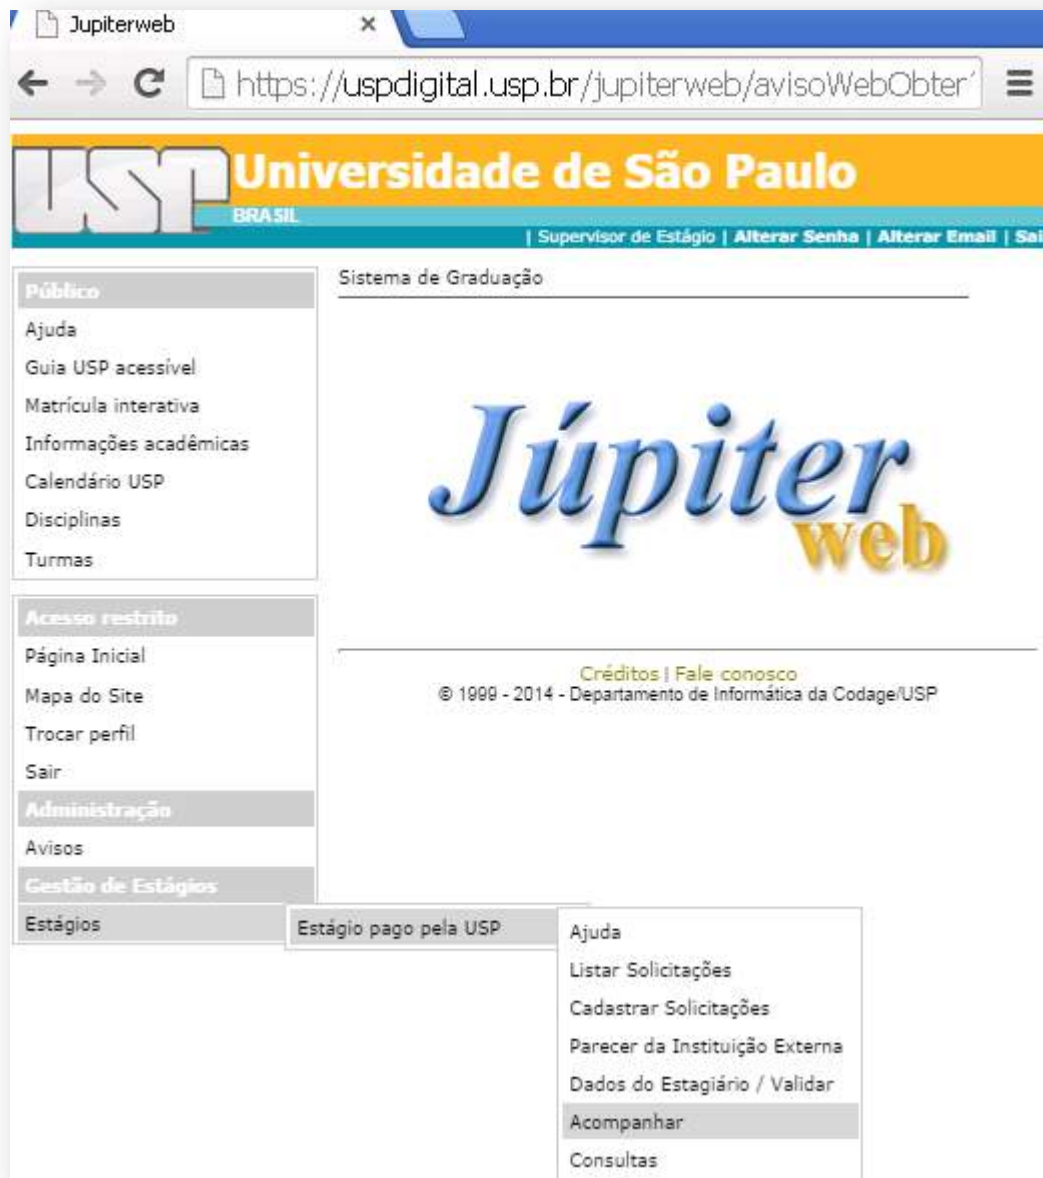 Jupiterweb
https://uspdigital.usp.br/jupiterweb/avisoWebObter
USP
Universidade de São Paulo
BRASIL
| Supervisor de Estágio | Alterar Senha | Alterar Email | Sai
Público
Ajuda
Guia USP acessível
Matrícula interativa
Informações acadêmicas
Calendário USP
Disciplinas
Turmas
Sistema de Graduação
Júpiter
web
Créditos | Fale conosco
© 1999 - 2014 - Departamento de Informática da Codage/USP
Acesso restrito
Página Inicial
Mapa do Site
Trocar perfil
Sair
Administração
Avisos
Gestão de Estágios
Estágios
Estágio pago pela USP
Ajuda
Listar Solicitações
Cadastrar Solicitações
Parecer da Instituição Externa
Dados do Estagiário / Validar
Acompanhar
Consultas